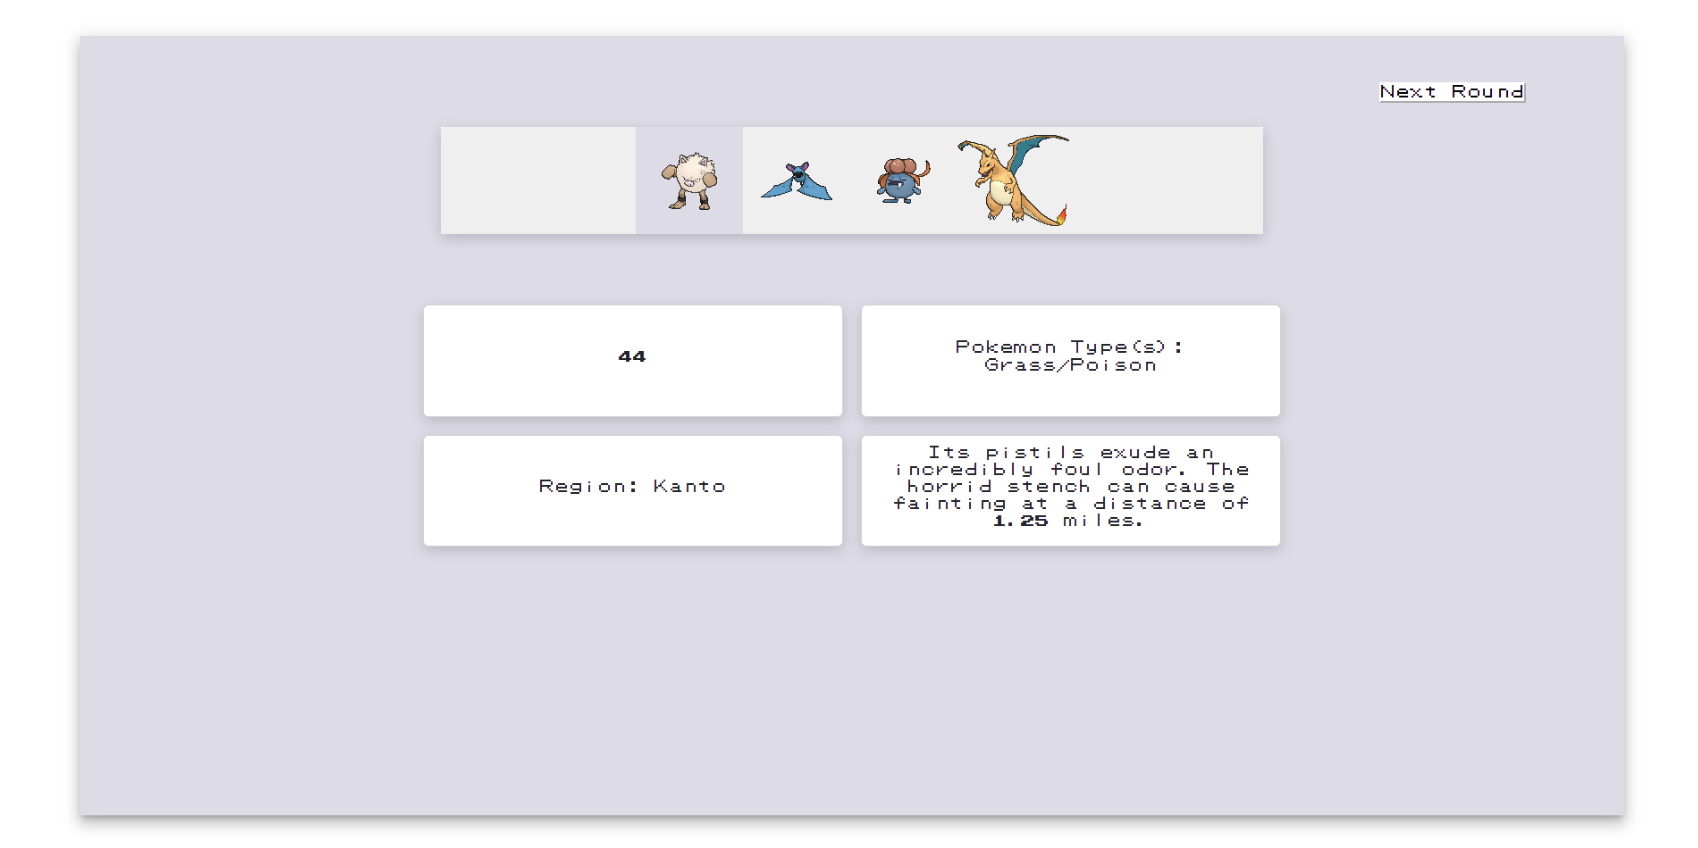 Next Round
44
Pokemon Type(s):
Grass/Poison
Region: Kanto
Its pistils exude an
incredibly foul odor. The
horrid stench can cause
fainting at a distance of
1.25 miles.